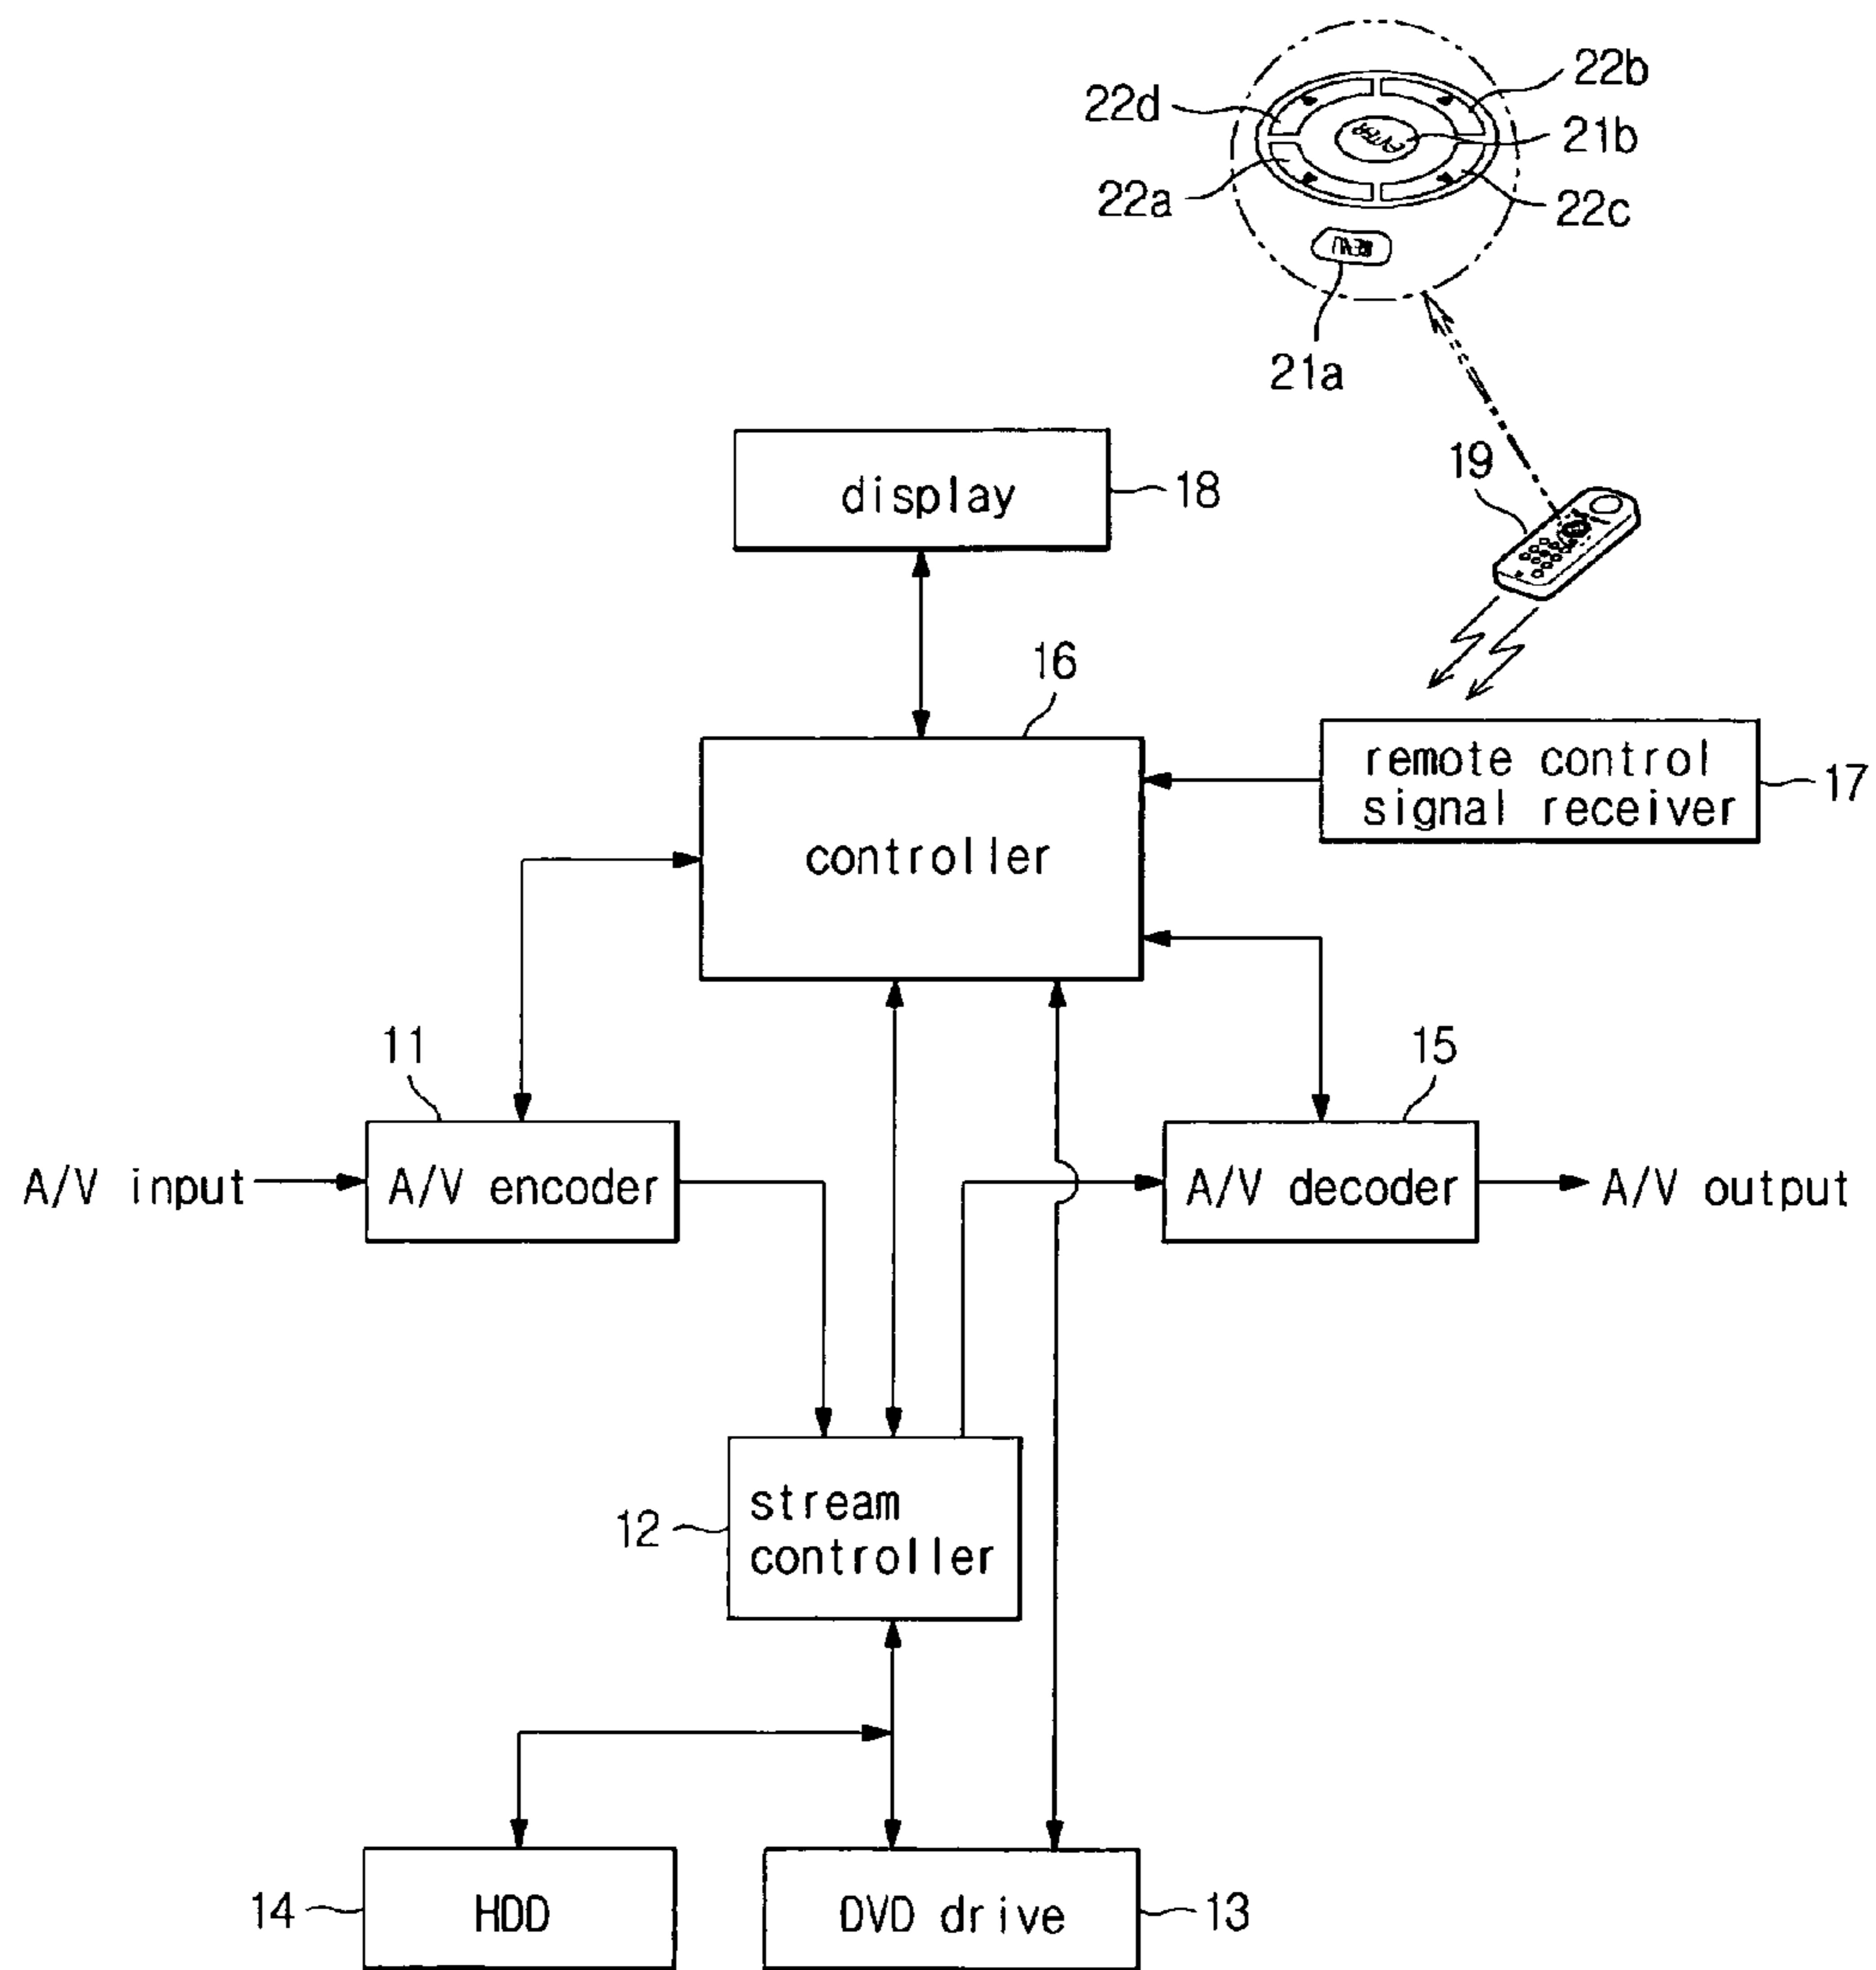 22b
22d
21b
22a
22c
21a
19
display
18
16
remote control
signal receiver
17
controller
11
15
A/V input
A/V encoder
A/V decoder
A/V output
12
stream
controller
14
HDD
DVD drive
13